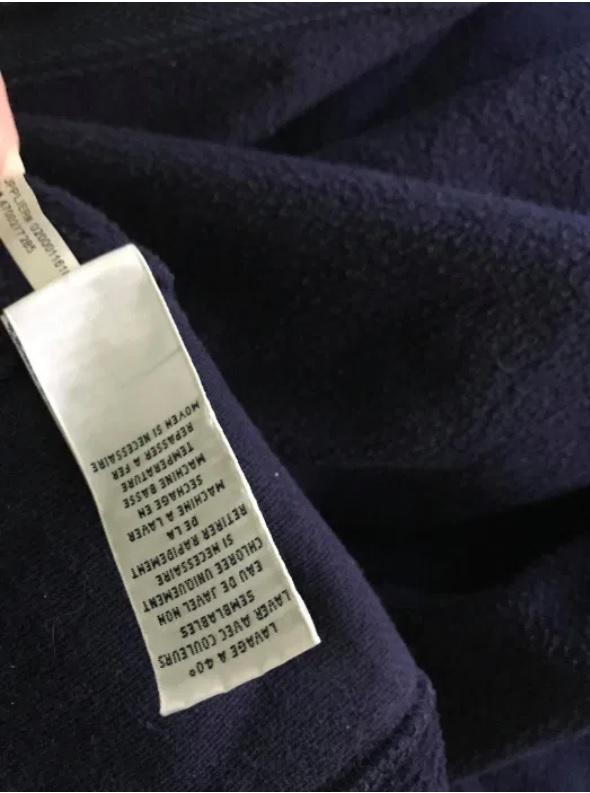 LAVAGE A 40°
LAVER AVEC COULEURS
SEMBLABLES
EAU DE JAVEL NON
CHLOREE UNIQUEMENT
SI NECESSAIRE
RETIRER RAPIDEMENT
DE LA
MACHINE A LAVER
SECHAGE EN
MACHINE BASSE
TEMPERATURE
REPASSER A FER
MOYEN SI NECESSAIRE